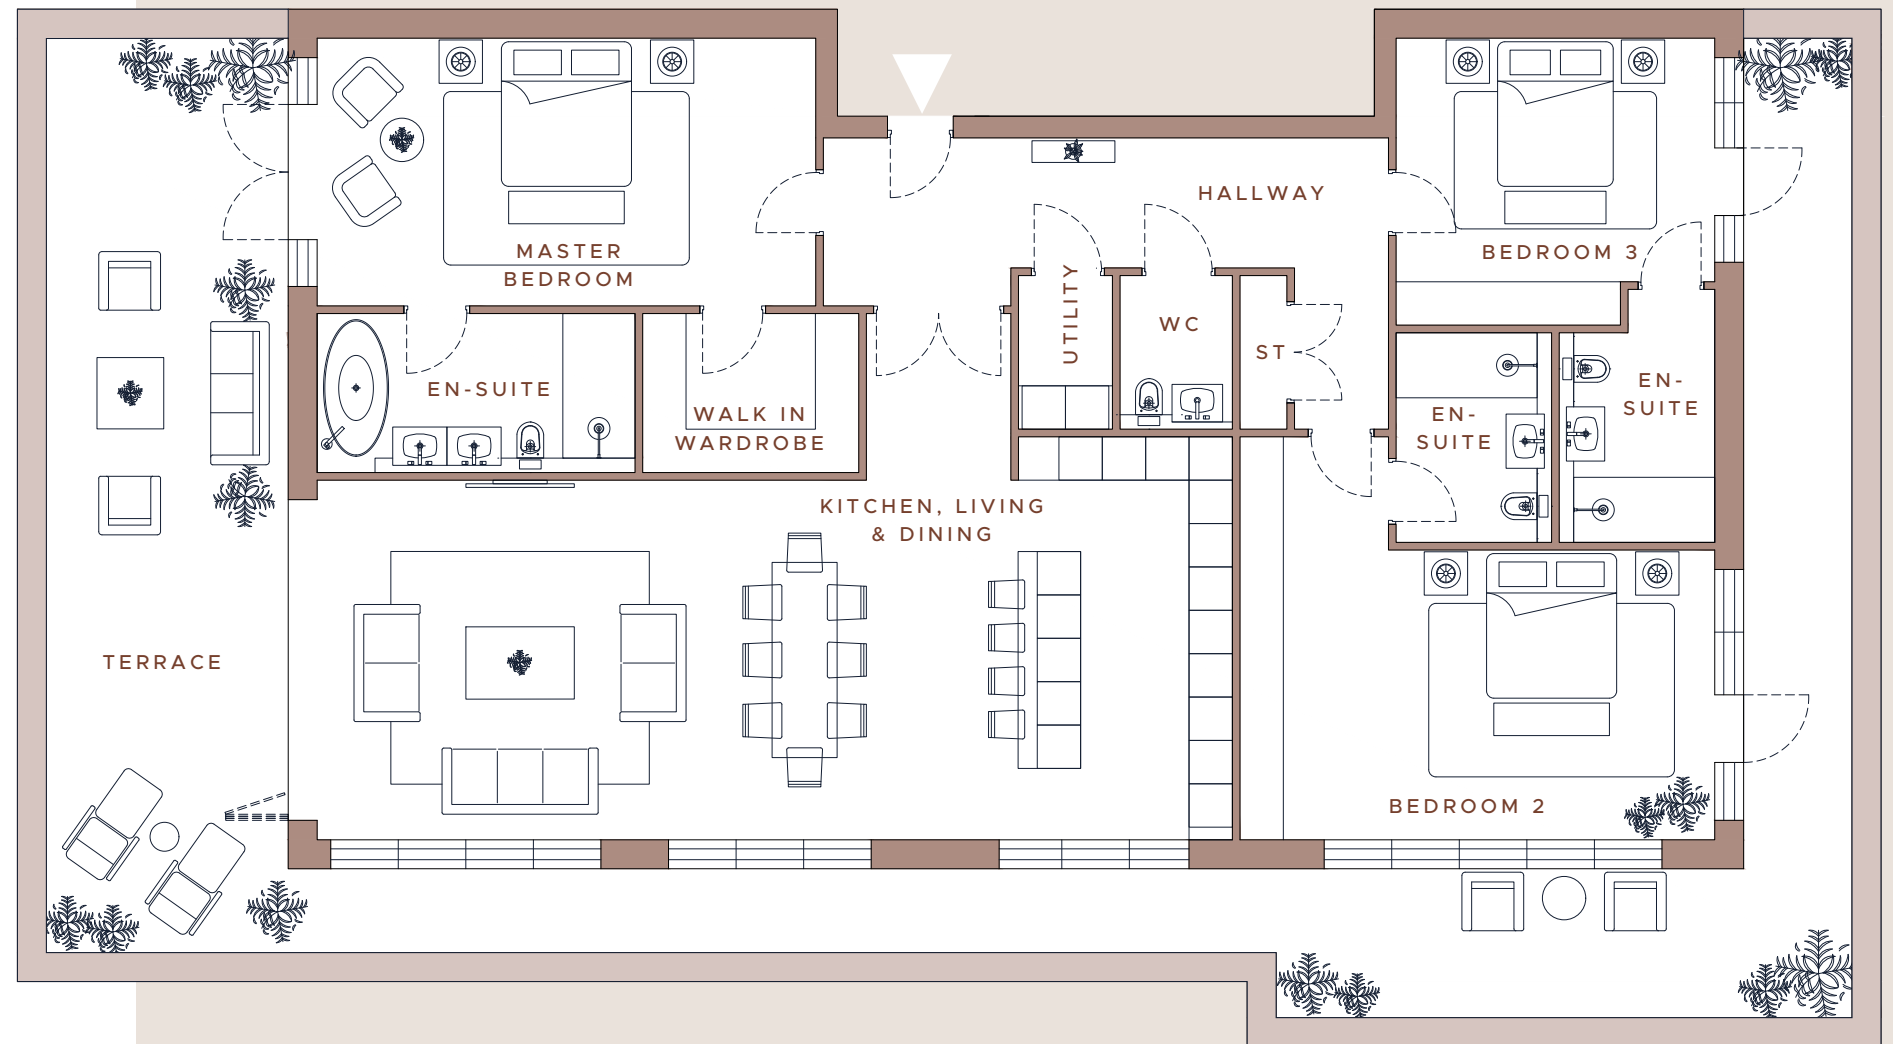 HALLWAY
MASTER
BEDROOM
BEDROOM 3
UTILITY
WC
ST
EN-SUITE
WALK IN
WARDROBE
EN-
SUITE
EN-
SUITE
KITCHEN, LIVING
& DINING
TERRACE
BEDROOM 2